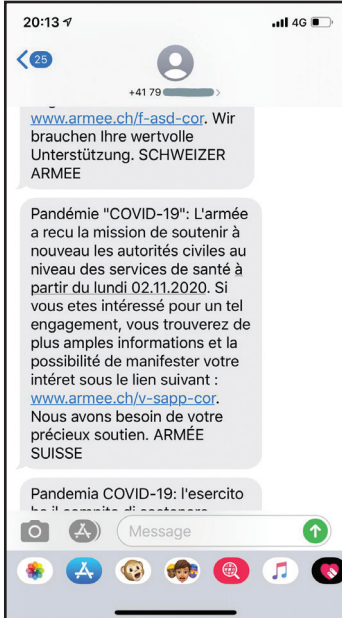 20:13
4G
25
+41 79
www.armee.ch/f-asd-cor. Wir
brauchen Ihre wertvolle
Unterstützung. SCHWEIZER
ARMEE
Pandémie "COVID-19": L'armée
a recu la mission de soutenir à
nouveau les autorités civiles au
niveau des services de santé à
partir du lundi 02.11.2020. Si
vous etes intéressé pour un tel
engagement, vous trouverez de
plus amples informations et la
possibilité de manifester votre
intéret sous le lien suivant :
www.armee.ch/v-sapp-cor.
Nous avons besoin de votre
précieux soutien. ARMÉE
SUISSE
Pandemia COVID-19: l'esercito
Message